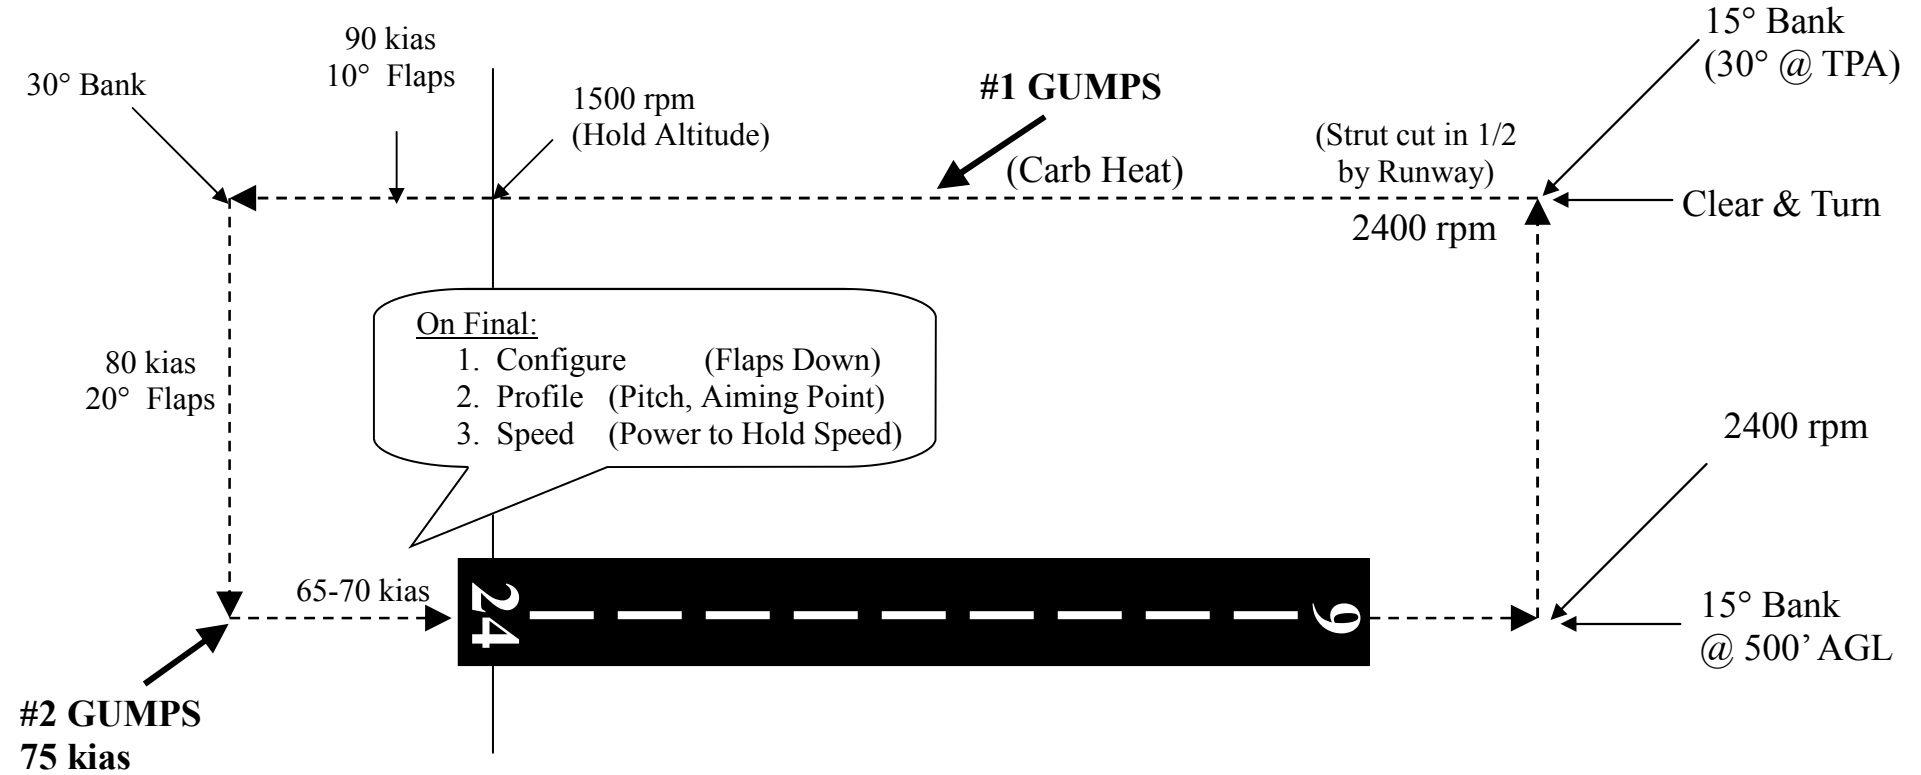 90 kias
10° Flaps
30° Bank
1500 rpm
(Hold Altitude)
#1 GUMPS
(Carb Heat)
(Strut cut in 1/2
by Runway)
2400 rpm
15° Bank
(30° @ TPA)
Clear & Turn
On Final:
1. Configure (Flaps Down)
2. Profile (Pitch, Aiming Point)
3. Speed (Power to Hold Speed)
80 kias
20° Flaps
2400 rpm
65-70 kias
24
6
15° Bank
@ 500’ AGL
#2 GUMPS
75 kias